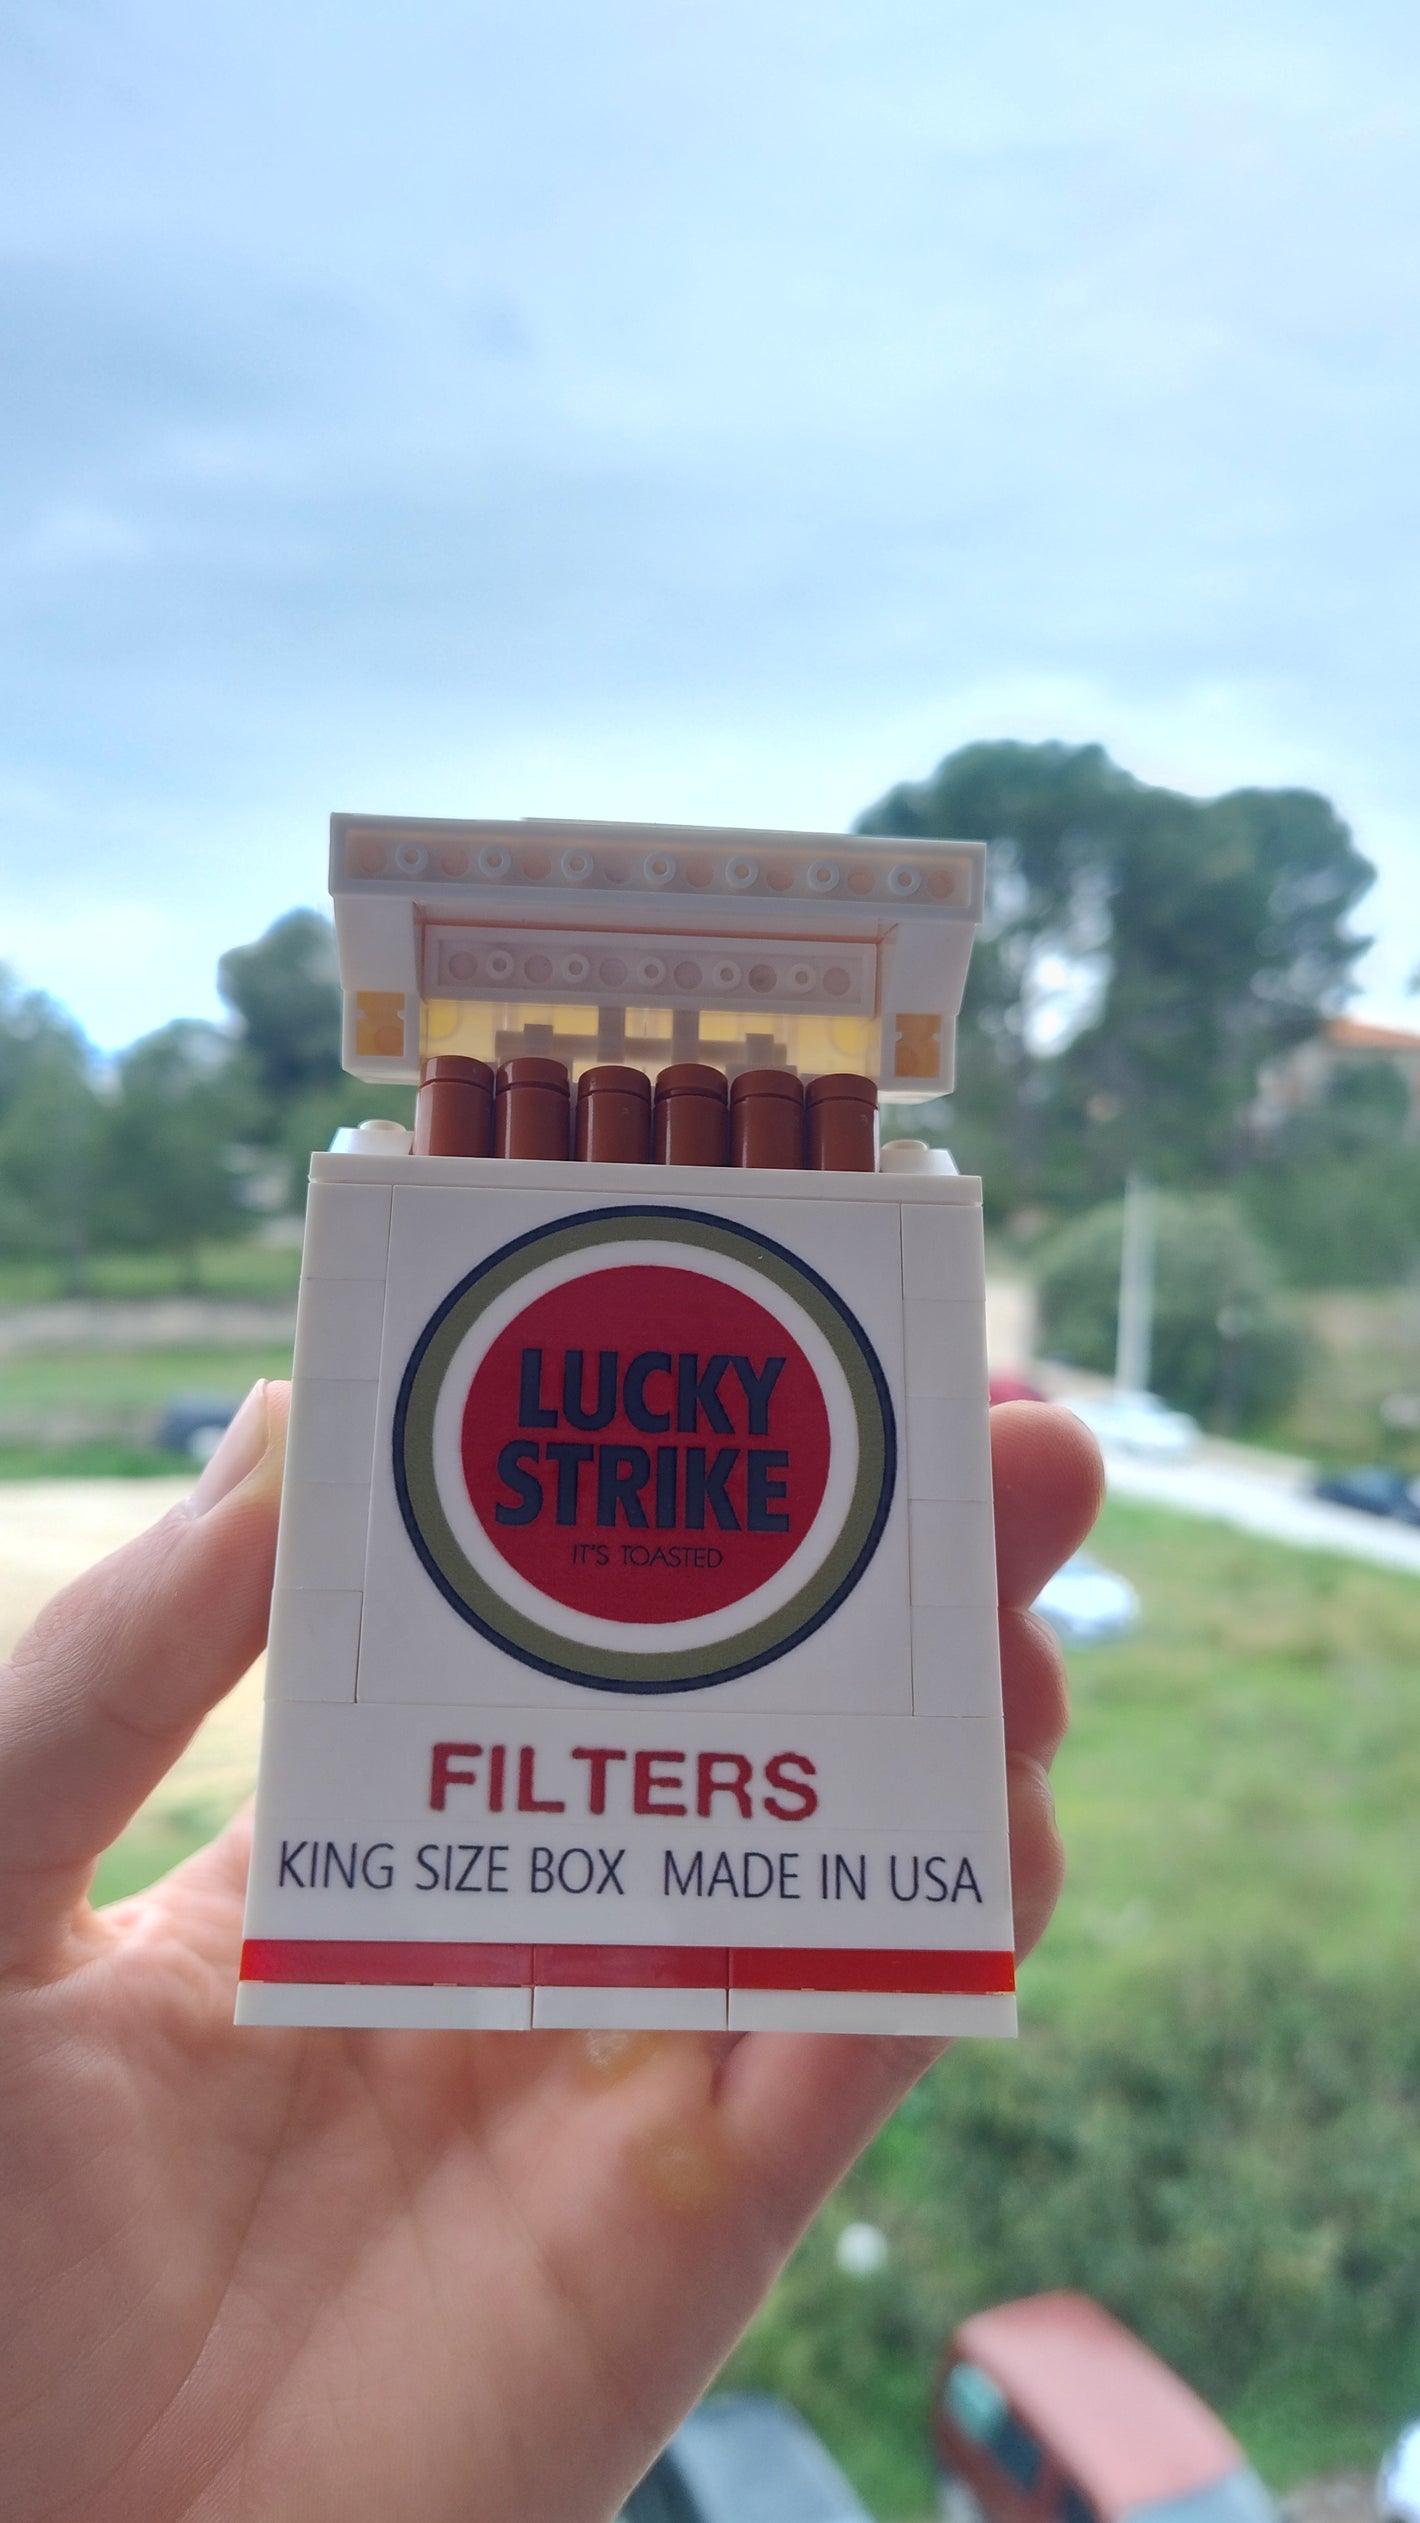 LUCKY
STRIKE
IT'S TOASTED
FILTERS
KING SIZE BOX MADE IN USA